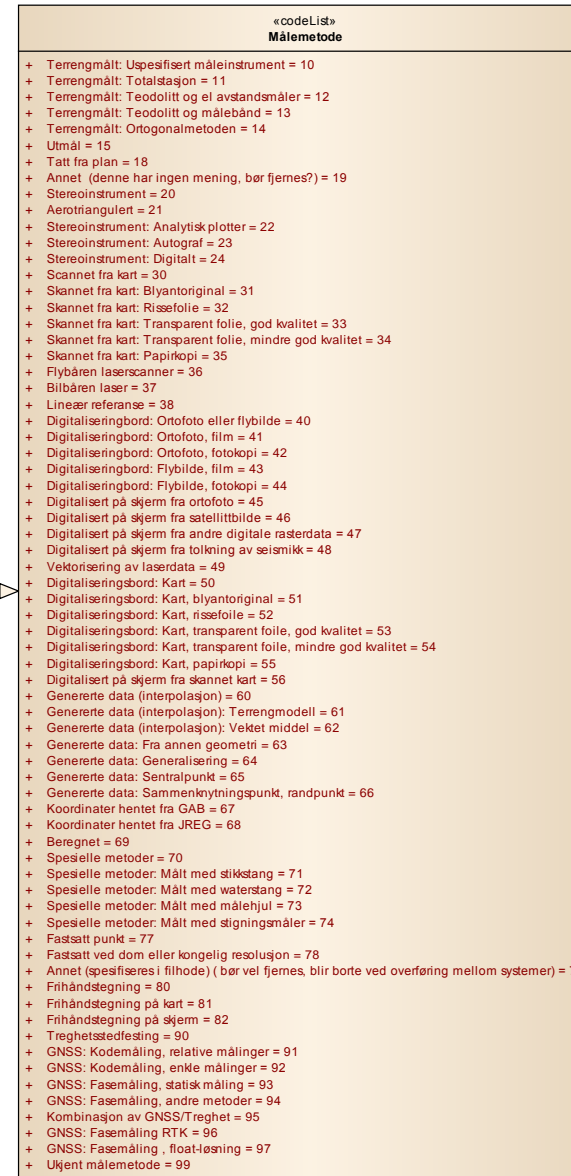 «codeList»
Målemetode
+ Terrengmålt: Uspesifisert måleinstrument = 10
+ Terrengmålt: Totalstasjon = 11
+ Terrengmålt: Teodolitt og el avstandsmåler = 12
+ Terrengmålt: Teodolitt og målebånd = 13
+ Terrengmålt: Ortogonalmetoden = 14
+ Utmål = 15
+ Tatt fra plan = 18
+ Annet (denne har ingen mening, bør fjernes?) = 19
+ Stereoinstrument = 20
+ Aerotriangulert = 21
+ Stereoinstrument: Analytisk plotter = 22
+ Stereoinstrument: Autograf = 23
+ Stereoinstrument: Digitalt = 24
+ Scannet fra kart = 30
+ Skannet fra kart: Blyantoriginal = 31
+ Skannet fra kart: Rissefolie = 32
+ Skannet fra kart: Transparent folie, god kvalitet = 33
+ Skannet fra kart: Transparent folie, mindre god kvalitet = 34
+ Skannet fra kart: Papirkopi = 35
+ Flybåren laserscanner = 36
+ Bilbåren laser = 37
+ Lineær referanse = 38
+ Digitaliseringbord: Ortofoto eller flybilde = 40
+ Digitaliseringbord: Ortofoto, film = 41
+ Digitaliseringbord: Ortofoto, fotokopi = 42
+ Digitaliseringbord: Flybilde, film = 43
+ Digitaliseringbord: Flybilde, fotokopi = 44
+ Digitalisert på skjerm fra ortofoto = 45
+ Digitalisert på skjerm fra satellittbilde = 46
+ Digitalisert på skjerm fra andre digitale rasterdata = 47
+ Digitalisert på skjerm fra tolkning av seismikk = 48
+ Vektorisering av laserdata = 49
+ Digitaliseringsbord: Kart = 50
+ Digitaliseringsbord: Kart, blyantoriginal = 51
+ Digitaliseringsbord: Kart, rissefoile = 52
+ Digitaliseringsbord: Kart, transparent foile, god kvalitet = 53
+ Digitaliseringsbord: Kart, transparent foile, mindre god kvalitet = 54
+ Digitaliseringsbord: Kart, papirkopi = 55
+ Digitalisert på skjerm fra skannet kart = 56
+ Genererte data (interpolasjon) = 60
+ Genererte data (interpolasjon): Terrengmodell = 61
+ Genererte data (interpolasjon): Vektet middel = 62
+ Genererte data: Fra annen geometri = 63
+ Genererte data: Generalisering = 64
+ Genererte data: Sentralpunkt = 65
+ Genererte data: Sammenknytningspunkt, randpunkt = 66
+ Koordinater hentet fra GAB = 67
+ Koordinater hentet fra JREG = 68
+ Beregnet = 69
+ Spesielle metoder = 70
+ Spesielle metoder: Målt med stikkstang = 71
+ Spesielle metoder: Målt med waterstang = 72
+ Spesielle metoder: Målt med målehjul = 73
+ Spesielle metoder: Målt med stigningsmåler = 74
+ Fastsatt punkt = 77
+ Fastsatt ved dom eller kongelig resolusjon = 78
+ Annet (spesifiseres i filhode) ( bør vel fjernes, blir borte ved overføring mellom systemer) =
+ Frihåndstegning = 80
+ Frihåndstegning på kart = 81
+ Frihåndstegning på skjerm = 82
+ Treghetsstedfesting = 90
+ GNSS: Kodemåling, relative målinger = 91
+ GNSS: Kodemåling, enkle målinger = 92
+ GNSS: Fasemåling, statisk måling = 93
+ GNSS: Fasemåling, andre metoder = 94
+ Kombinasjon av GNSS/Treghet = 95
+ GNSS: Fasemåling RTK = 96
+ GNSS: Fasemåling , float-løsning = 97
+ Ukjent målemetode = 99